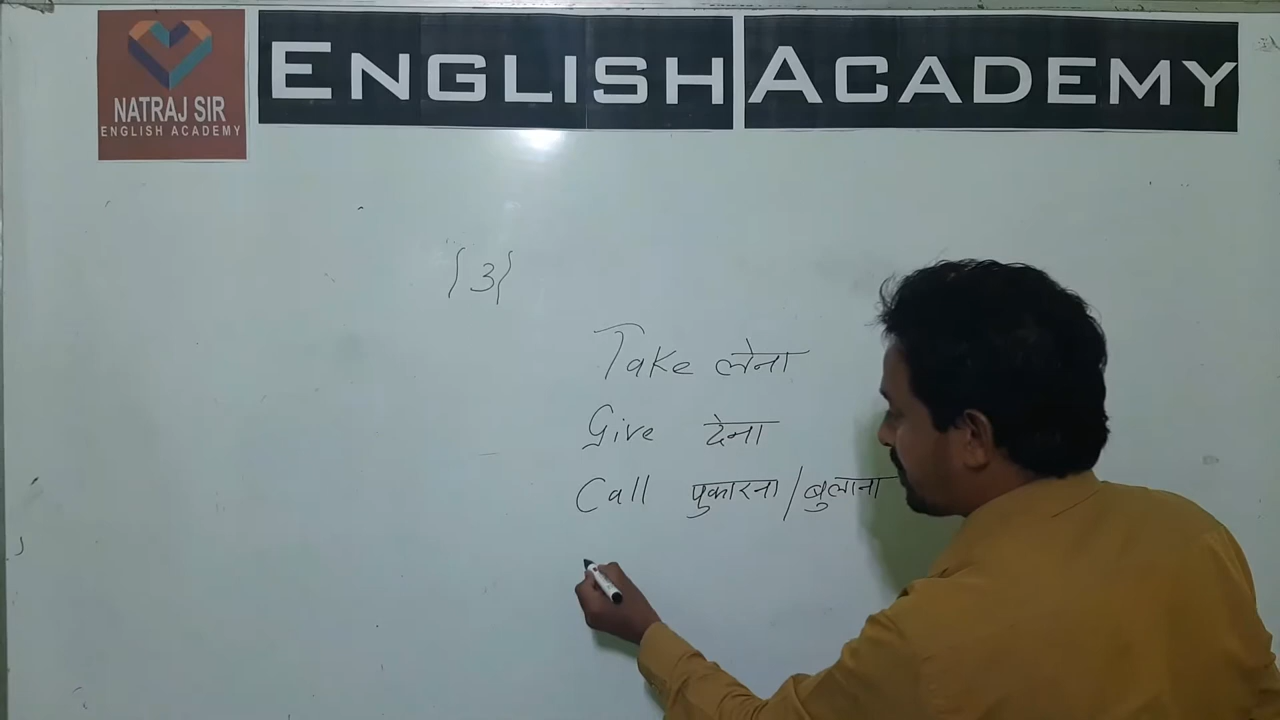 NATRAJ SIR
ENGLISH ACADEMY
ENGLISH ACADEMY
{3}
Take लेना
Give देना
Call पुकारना/बुलाना